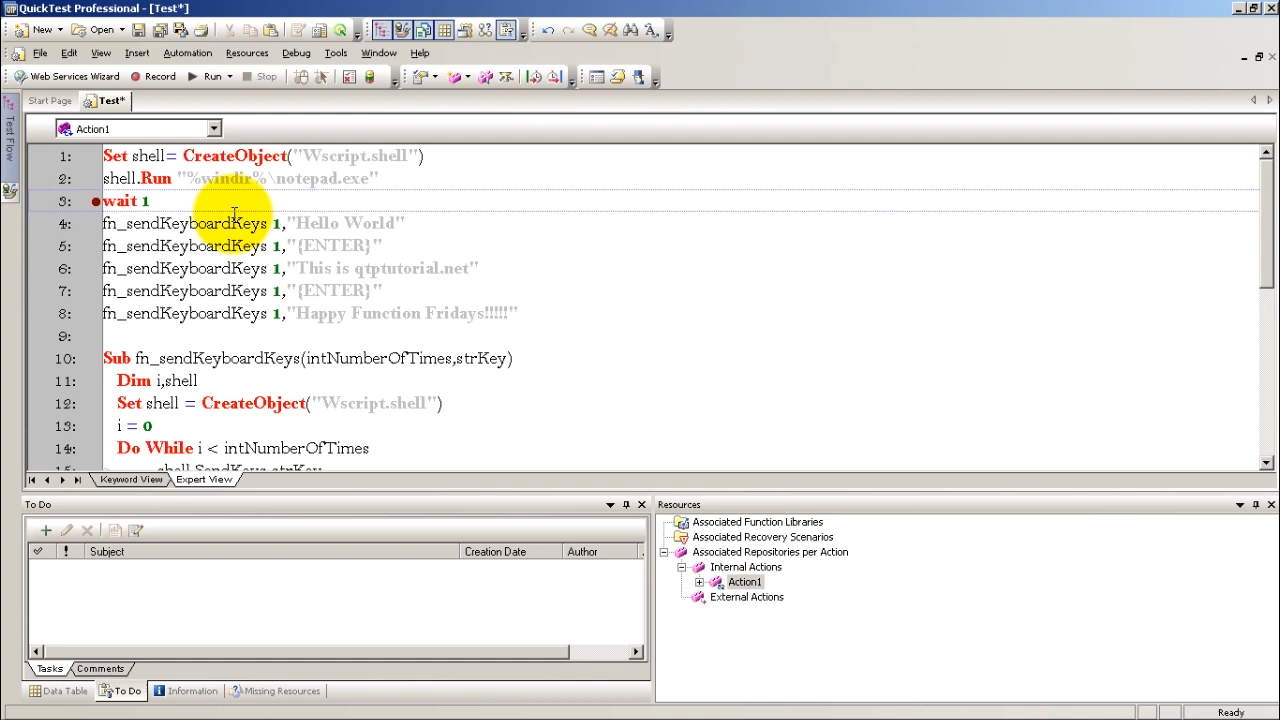 QuickTest Professional - [Test*]
New Open
File Edit View Insert Automation Resources Debug Tools Window Help
Web Services Wizard Record Run Stop
Start Page Test*
Test Flow
Action1
1: Set shell= CreateObject("Wscript.shell")
2: shell.Run "%windir%\notepad.exe"
3: wait 1
4: fn_sendKeyboardKeys 1,"Hello World"
5: fn_sendKeyboardKeys 1,"{ENTER}"
6: fn_sendKeyboardKeys 1,"This is qtptutorial.net"
7: fn_sendKeyboardKeys 1,"{ENTER}"
8: fn_sendKeyboardKeys 1,"Happy Function Fridays!!!!!"
9:
10: Sub fn_sendKeyboardKeys(intNumberOfTimes,strKey)
11: Dim i,shell
12: Set shell = CreateObject("Wscript.shell")
13: i = 0
14: Do While i < intNumberOfTimes
15: shell.SendKeys strKey
Keyword View Expert View
To Do
Resources
! Subject Creation Date Author
Associated Function Libraries
Associated Recovery Scenarios
Associated Repositories per Action
Internal Actions
Action1
External Actions
Tasks Comments
Data Table To Do Information Missing Resources
Ready